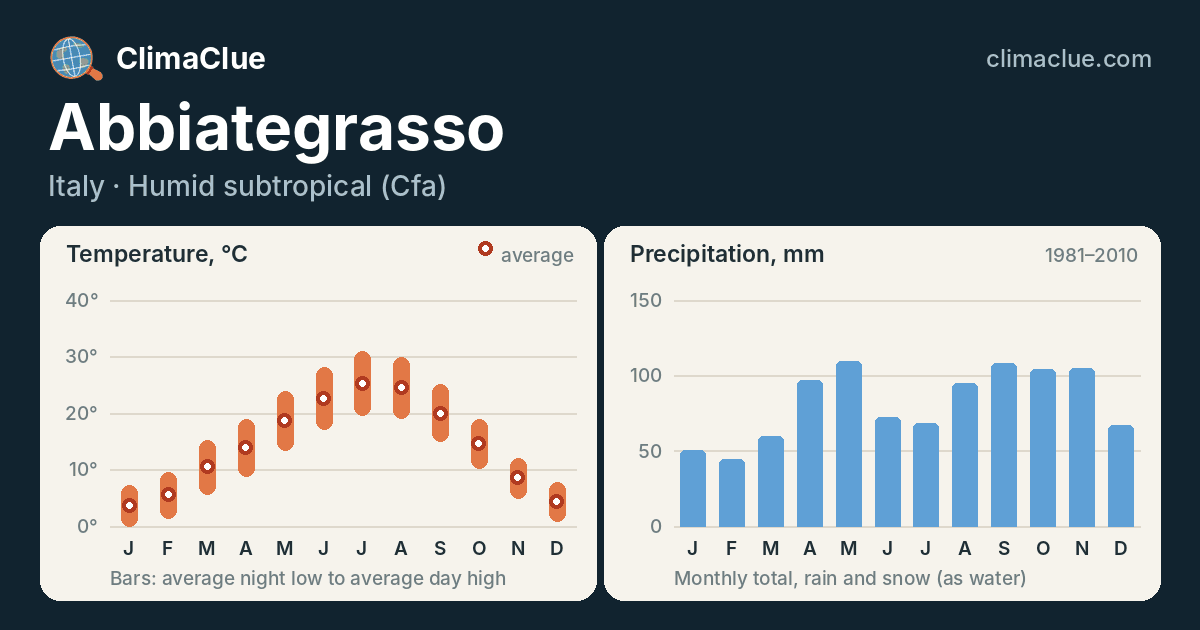 ClimaClue
climaclue.com
Abbiategrasso
Italy · Humid subtropical (Cfa)
Temperature, °C
average
40°
30°
20°
10°
0°
J F M A M J J A S O N D
Bars: average night low to average day high
Precipitation, mm
1981–2010
150
100
50
0
J F M A M J J A S O N D
Monthly total, rain and snow (as water)